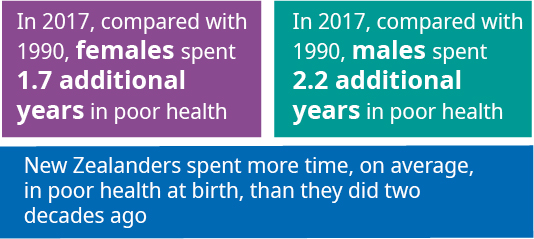 In 2017, compared with
1990, females spent
1.7 additional
years in poor health
In 2017, compared with
1990, males spent
2.2 additional
years in poor health
New Zealanders spent more time, on average,
in poor health at birth, than they did two
decades ago